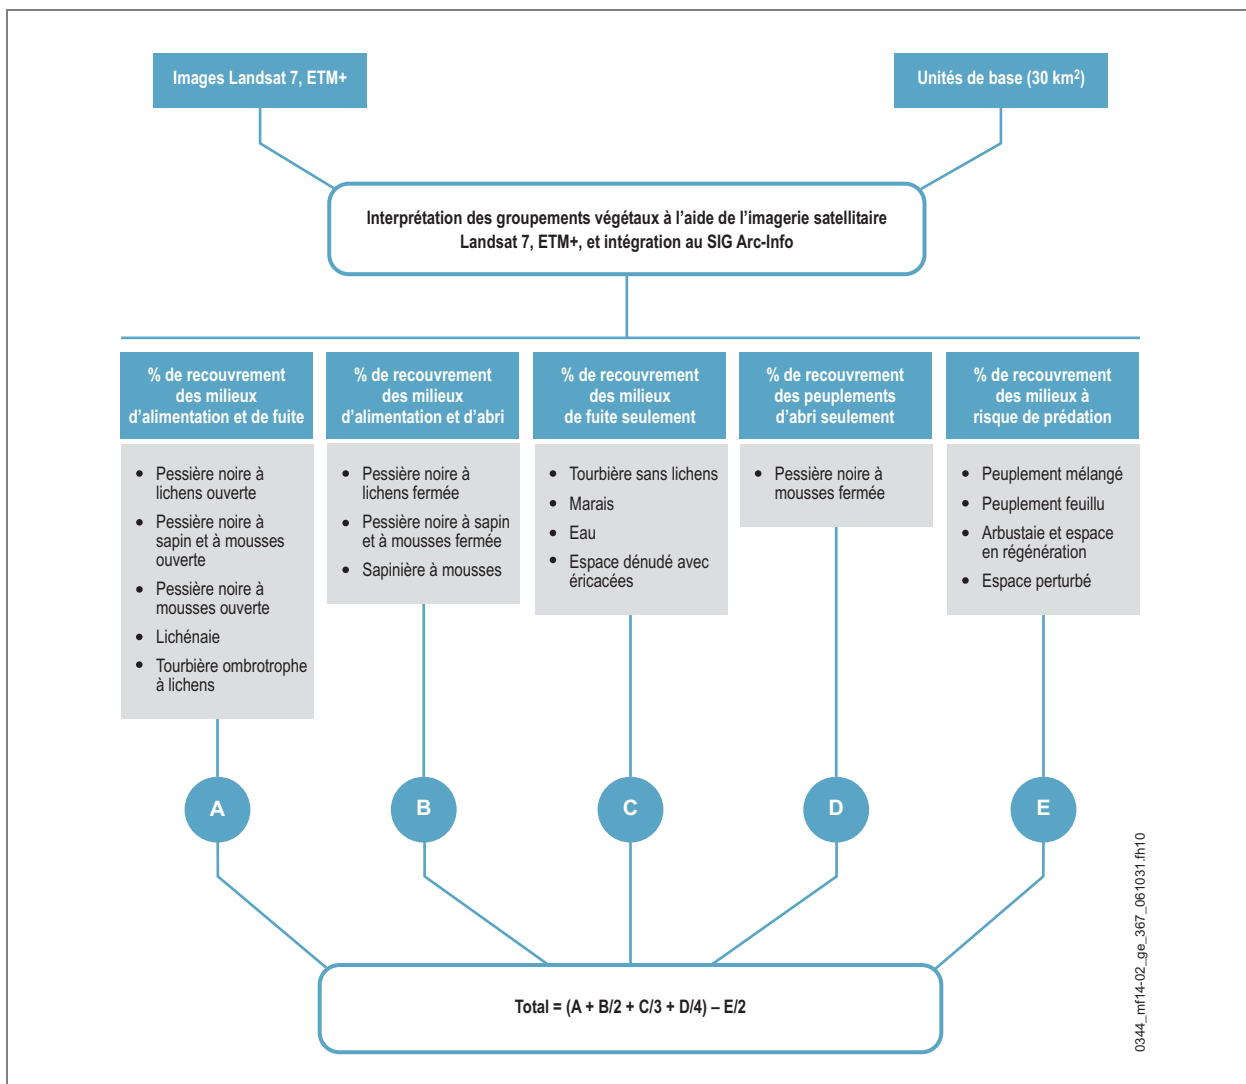 Images Landsat 7, ETM+
Unités de base (30 km²)
Interprétation des groupements végétaux à l'aide de l'imagerie satellitaire
Landsat 7, ETM+, et intégration au SIG Arc-Info
% de recouvrement
des milieux
d'alimentation et de fuite
• Pessière noire à
lichens ouverte
• Pessière noire à
sapin et à mousses
ouverte
• Pessière noire à
mousses ouverte
• Lichénaie
• Tourbière ombrotrophe
à lichens
% de recouvrement
des milieux
d'alimentation et d'abri
• Pessière noire à
lichens fermée
• Pessière noire à sapin
et à mousses fermée
• Sapinière à mousses
% de recouvrement
des milieux
de fuite seulement
• Tourbière sans lichens
• Marais
• Eau
• Espace dénudé avec
éricacées
% de recouvrement
des peuplements
d'abri seulement
• Pessière noire à
mousses fermée
% de recouvrement
des milieux à
risque de prédation
• Peuplement mélangé
• Peuplement feuillu
• Arbustaie et espace
en régénération
• Espace perturbé
A
B
C
D
E
Total = (A + B/2 + C/3 + D/4) – E/2
0344_mf14-02_ge_367_061031.fh10